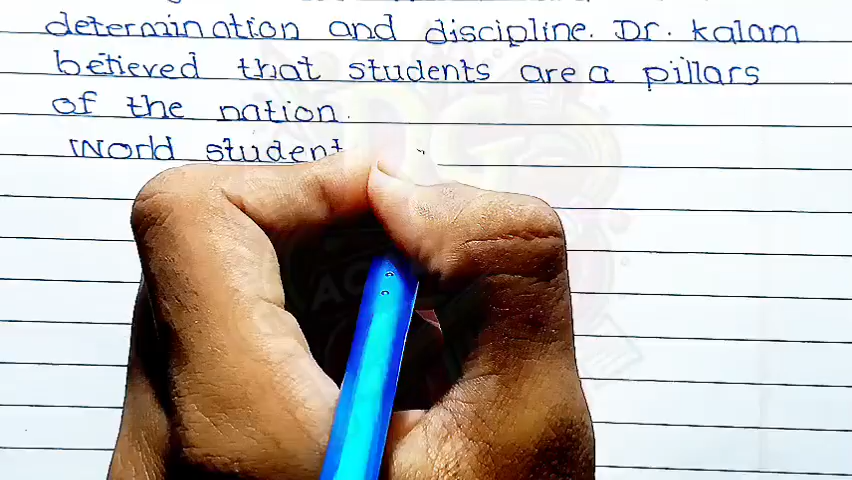 determination and discipline. Dr. Kalam
believed that students are a pillars
of the nation.
World student